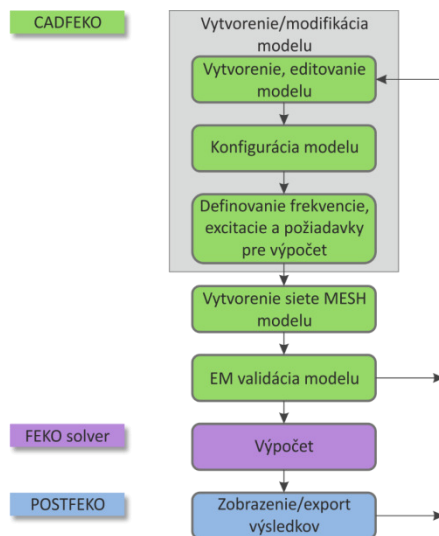 CADFEKO
Vytvorenie/modifikácia
modelu
Vytvorenie, editovanie
modelu
Konfigurácia modelu
Definovanie frekvencie,
excitacie a požiadavky
pre výpočet
Vytvorenie siete MESH
modelu
EM validácia modelu
FEKO solver
Výpočet
POSTFEKO
Zobrazenie/export
výsledkov